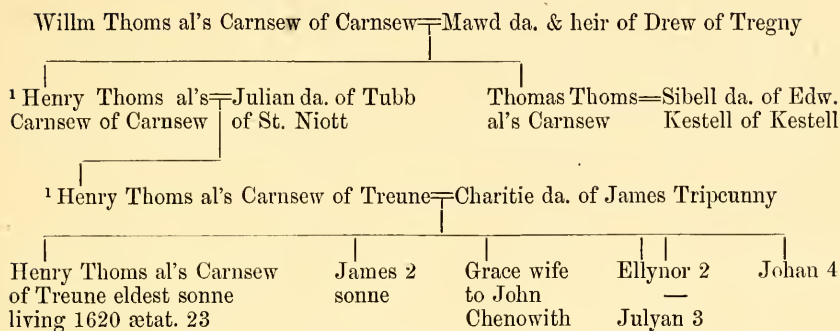 Willm Thoms al's Carnsew of Carnsew=Mawd da. & heir of Drew of Tregny
¹ Henry Thoms al's=Julian da. of Tubb
Carnsew of Carnsew of St. Niott
Thomas Thoms=Sibell da. of Edw.
al's Carnsew Kestell of Kestell
¹ Henry Thoms al's Carnsew of Treune=Charitie da. of James Tripcunny
Henry Thoms al's Carnsew
of Treune eldest sonne
living 1620 ætat. 23
James 2
sonne
Grace wife
to John
Chenowith
Ellynor 2
—
Julyan 3
Johan 4